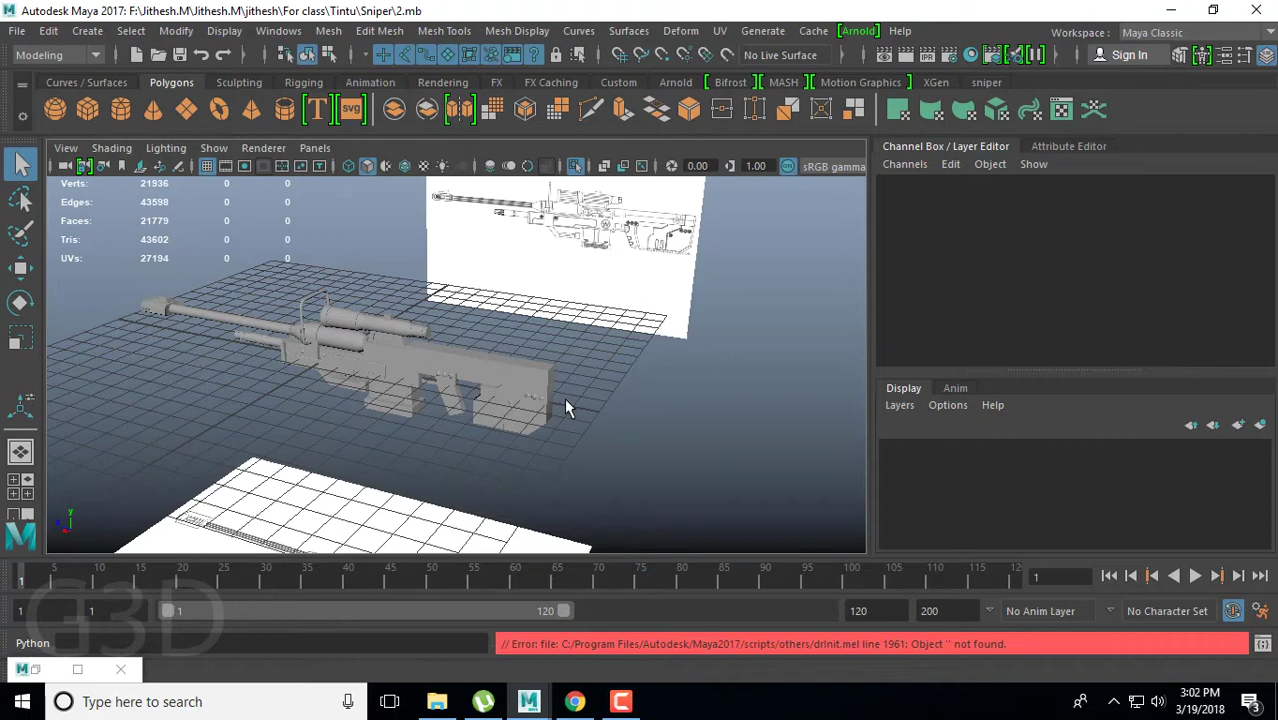 Autodesk Maya 2017: F:\Jithesh.M\Jithesh.M\jithesh\For class\Tintu\Sniper\2.mb
File Edit Create Select Modify Display Windows Mesh Edit Mesh Mesh Tools Mesh Display Curves Surfaces Deform UV Generate Cache Arnold Help Workspace : Maya Classic
Modeling No Live Surface Sign In
Curves / Surfaces Polygons Sculpting Rigging Animation Rendering FX FX Caching Custom Arnold Bifrost MASH Motion Graphics XGen sniper
T svg
View Shading Lighting Show Renderer Panels Channel Box / Layer Editor Attribute Editor
0.00 1.00 ON sRGB gamma Channels Edit Object Show
Verts: 21936 0 0
Edges: 43598 0 0
Faces: 21779 0 0
Tris: 43602 0 0
UVs: 27194 0 0
Display Anim
Layers Options Help
y
1 5 10 15 20 25 30 35 40 45 50 55 60 65 70 75 80 85 90 95 100 105 110 115 12 1
G3D
1 1 1 120 120 200 No Anim Layer No Character Set
Python // Error: file: C:/Program Files/Autodesk/Maya2017/scripts/others/drInit.mel line 1961: Object '' not found.
Type here to search 3:02 PM
3/19/2018 3